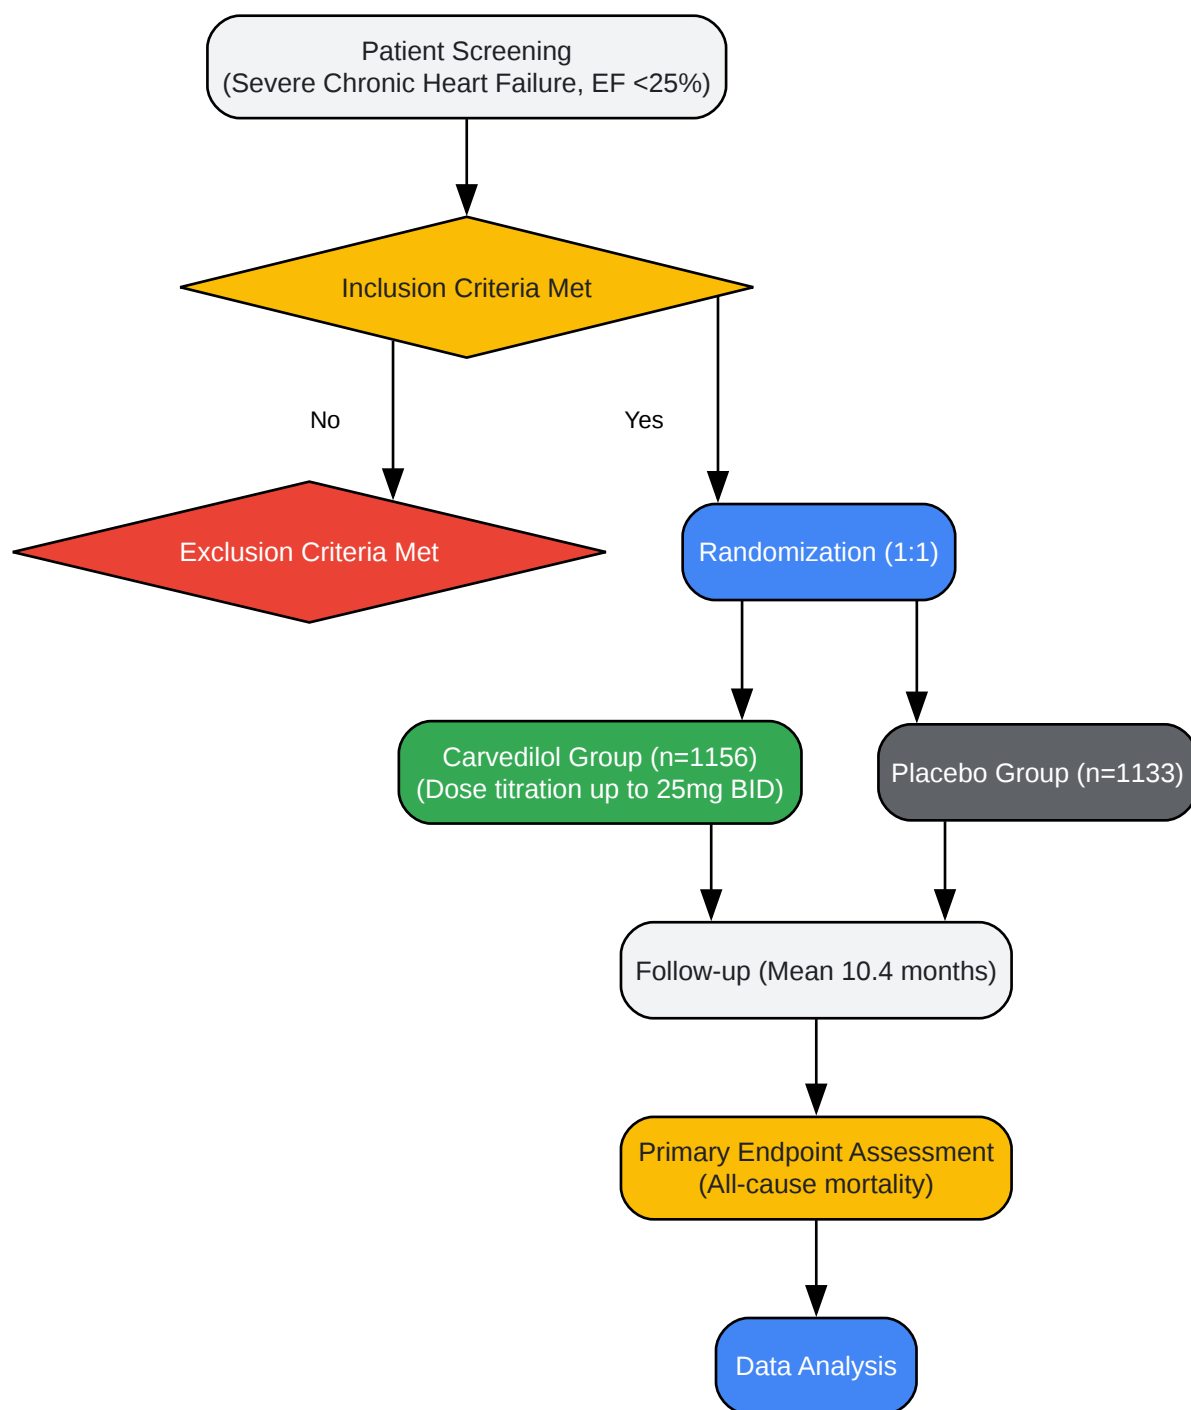 Patient Screening
(Severe Chronic Heart Failure, EF <25%)
Inclusion Criteria Met
No
Yes
Exclusion Criteria Met
Randomization (1:1)
Carvedilol Group (n=1156)
(Dose titration up to 25mg BID)
Placebo Group (n=1133)
Follow-up (Mean 10.4 months)
Primary Endpoint Assessment
(All-cause mortality)
Data Analysis